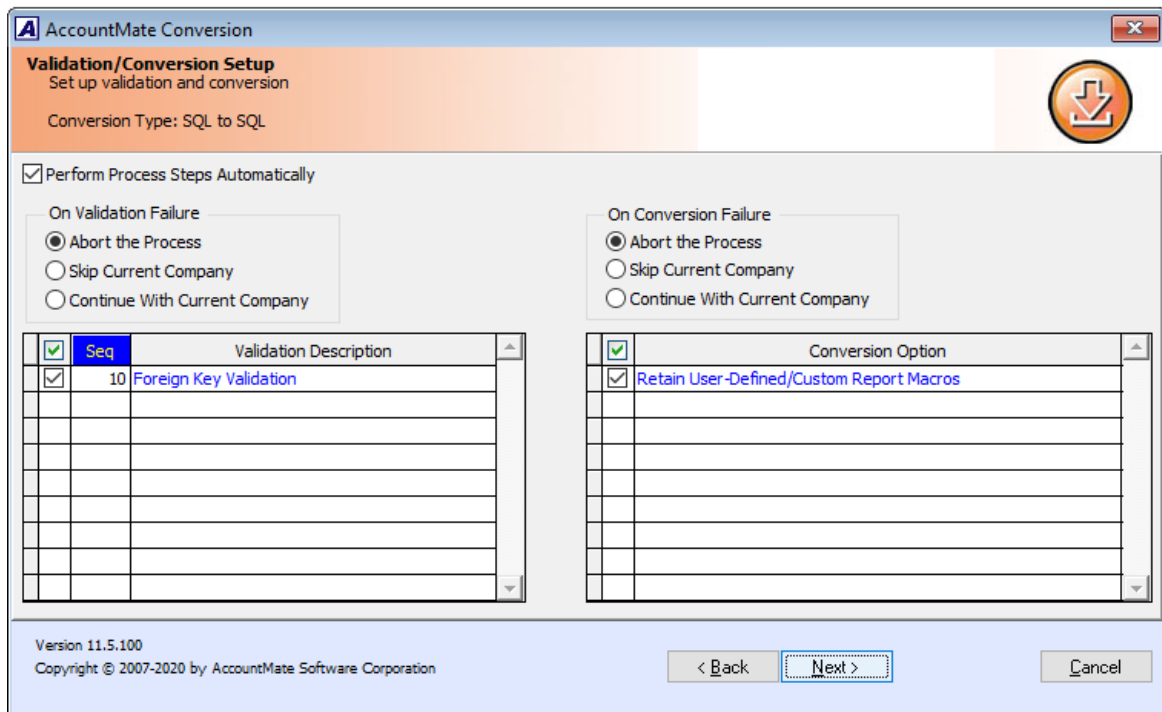 AccountMate Conversion
Validation/Conversion Setup
Set up validation and conversion
Conversion Type: SQL to SQL
Perform Process Steps Automatically
On Validation Failure
Abort the Process
Skip Current Company
Continue With Current Company
On Conversion Failure
Abort the Process
Skip Current Company
Continue With Current Company
Seq Validation Description
10 Foreign Key Validation
Conversion Option
Retain User-Defined/Custom Report Macros
Version 11.5.100
Copyright © 2007-2020 by AccountMate Software Corporation
< Back Next > Cancel